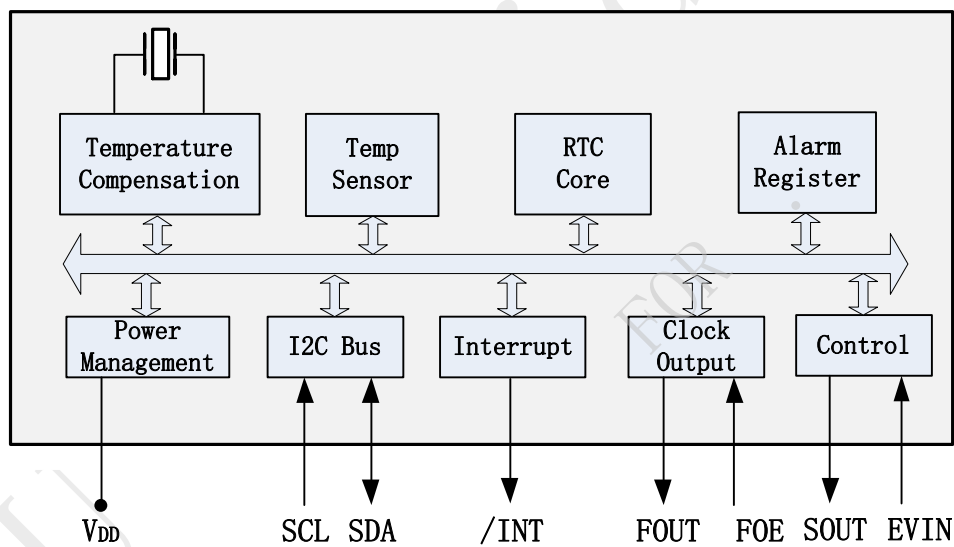 Temperature
Compensation
Temp
Sensor
RTC
Core
Alarm
Register
Power
Management
I2C Bus
Interrupt
Clock
Output
Control
FOR
VDD
SCL
SDA
/INT
FOUT
FOE
SOUT
EVIN